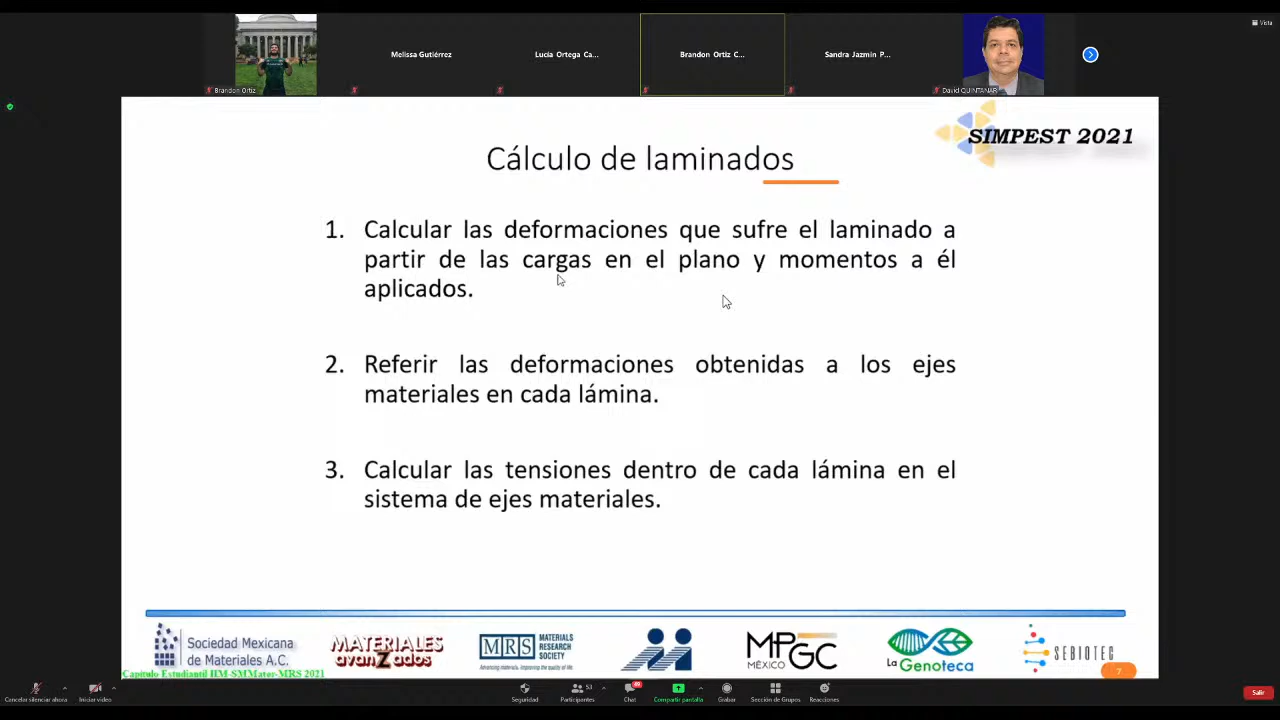 Vista
Melissa Gutiérrez
Lucia Ortega Ca...
Brandon Ortiz C...
Sandra Jazmin P...
Brandon Ortiz
David QUINTANAR
SIMPEST 2021
Cálculo de laminados
1. Calcular las deformaciones que sufre el laminado a
partir de las cargas en el plano y momentos a él
aplicados.
2. Referir las deformaciones obtenidas a los ejes
materiales en cada lámina.
3. Calcular las tensiones dentro de cada lámina en el
sistema de ejes materiales.
Sociedad Mexicana
de Materiales A.C.
MATERIALES
avanZados
MRS MATERIALS
RESEARCH
SOCIETY
Advancing materials. Improving the quality of life.
MPGC
MÉXICO
La Genoteca
SEBIOTEC
Capítulo Estudiantil IIM-SMMater-MRS 2021
7
Cancelar silenciar ahora
Iniciar video
Seguridad
Participantes
53
Chat
Compartir pantalla
Grabar
Sección de Grupos
Reacciones
Salir